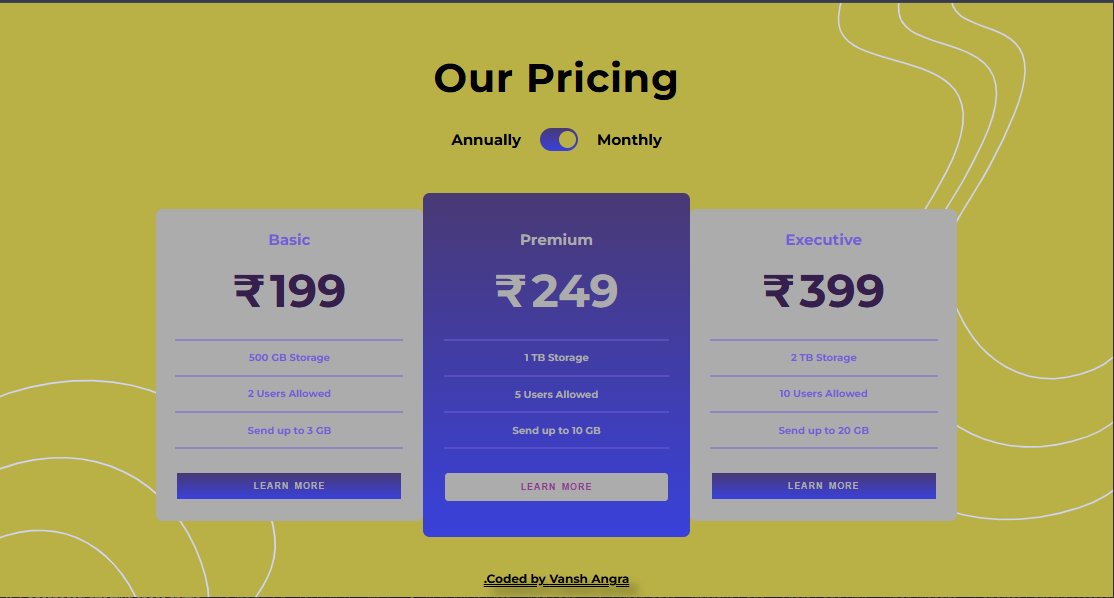 Our Pricing
Annually Monthly
Basic
₹199
500 GB Storage
2 Users Allowed
Send up to 3 GB
LEARN MORE
Premium
₹249
1 TB Storage
5 Users Allowed
Send up to 10 GB
LEARN MORE
Executive
₹399
2 TB Storage
10 Users Allowed
Send up to 20 GB
LEARN MORE
.Coded by Vansh Angra